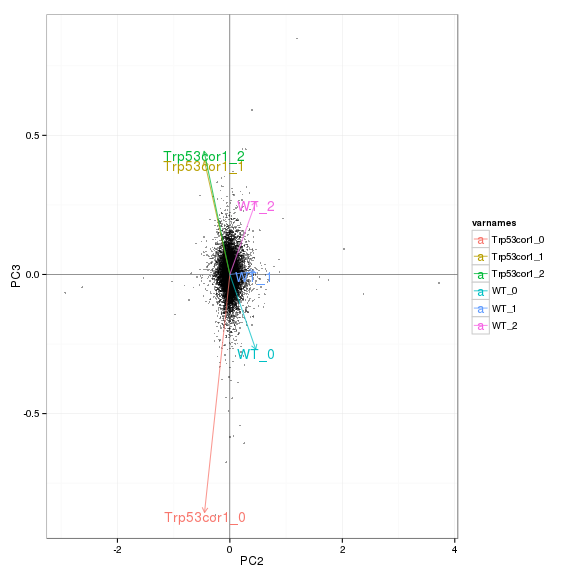 Trp53cor1_2
Trp53cor1_1
WT_2
WT_1
WT_0
Trp53cor1_0
0.5
0.0
-0.5
PC3
-2
0
2
4
PC2
varnames
a Trp53cor1_0
a Trp53cor1_1
a Trp53cor1_2
a WT_0
a WT_1
a WT_2